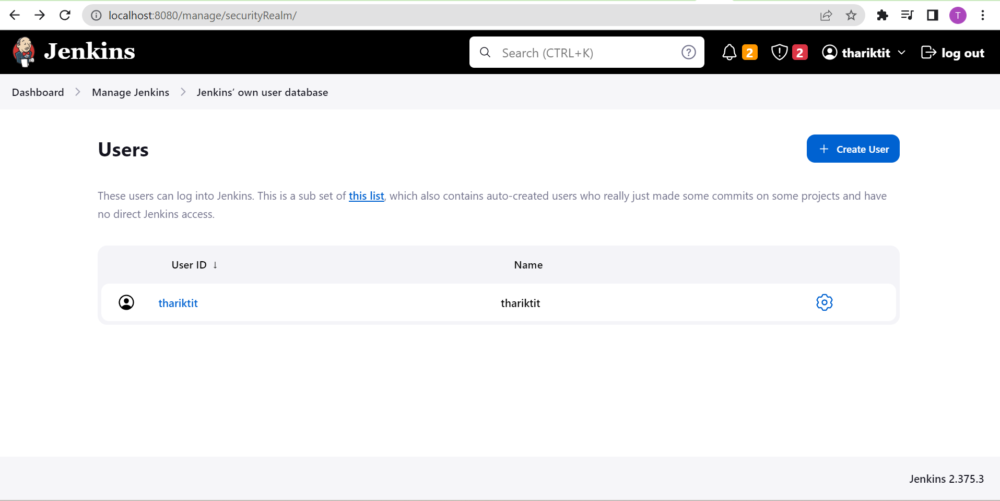 localhost:8080/manage/securityRealm/
T
Jenkins
Search (CTRL+K)
?
2
2
thariktit
log out
Dashboard
Manage Jenkins
Jenkins’ own user database
Users
+ Create User
These users can log into Jenkins. This is a sub set of this list, which also contains auto-created users who really just made some commits on some projects and have
no direct Jenkins access.
User ID ↓
Name
thariktit
thariktit
Jenkins 2.375.3